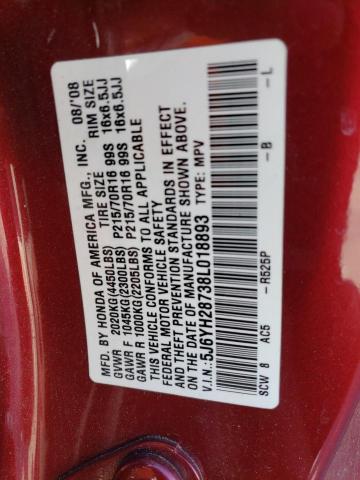 MFD. BY HONDA OF AMERICA MFG., INC. 08/'08
TIRE SIZE RIM SIZE
GVWR 2020KG(4450LBS)
GAWR F 1045KG(2300LBS) P215/70R16 99S 16x6.5JJ
GAWR R 1000KG(2205LBS) P215/70R16 99S 16x6.5JJ
THIS VEHICLE CONFORMS TO ALL APPLICABLE
FEDERAL MOTOR VEHICLE SAFETY
AND THEFT PREVENTION STANDARDS IN EFFECT
ON THE DATE OF MANUFACTURE SHOWN ABOVE.
V.I.N.:5J6YH28738L018893 TYPE: MPV
SCW 8 AC5 -R525P -B -L